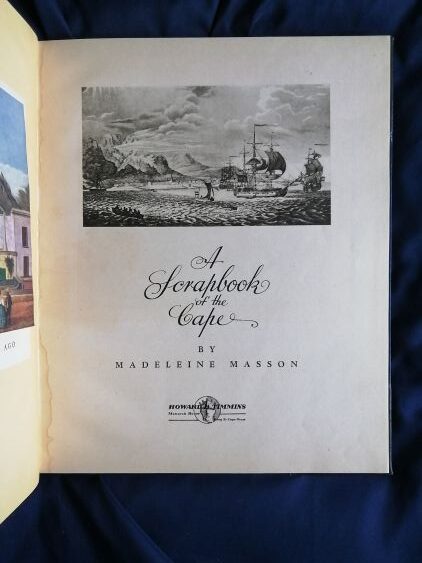 AGO
A
Scrapbook
of the
Cape
BY
MADELEINE MASSON
HOWARD TIMMINS